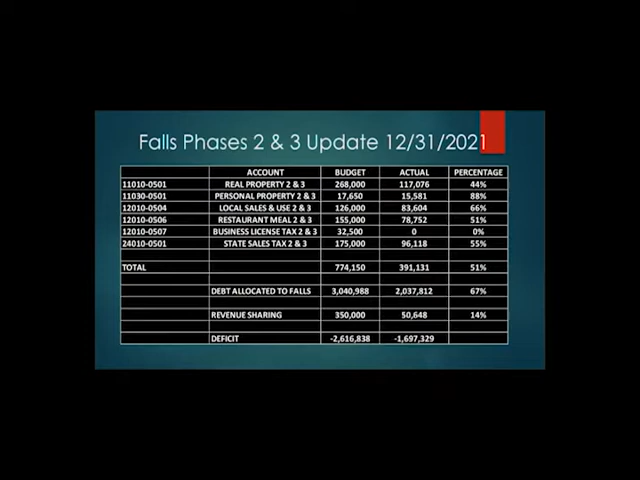 Falls Phases 2 & 3 Update 12/31/2021
ACCOUNT BUDGET ACTUAL PERCENTAGE
11010-0501 REAL PROPERTY 2 & 3 268,000 117,076 44%
11030-0501 PERSONAL PROPERTY 2 & 3 17,650 15,581 88%
12010-0504 LOCAL SALES & USE 2 & 3 126,000 83,604 66%
12010-0506 RESTAURANT MEAL 2 & 3 155,000 78,752 51%
12010-0507 BUSINESS LICENSE TAX 2 & 3 32,500 0 0%
24010-0501 STATE SALES TAX 2 & 3 175,000 96,118 55%
TOTAL 774,150 391,131 51%
DEBT ALLOCATED TO FALLS 3,040,988 2,037,812 67%
REVENUE SHARING 350,000 50,648 14%
DEFICIT -2,616,838 -1,697,329